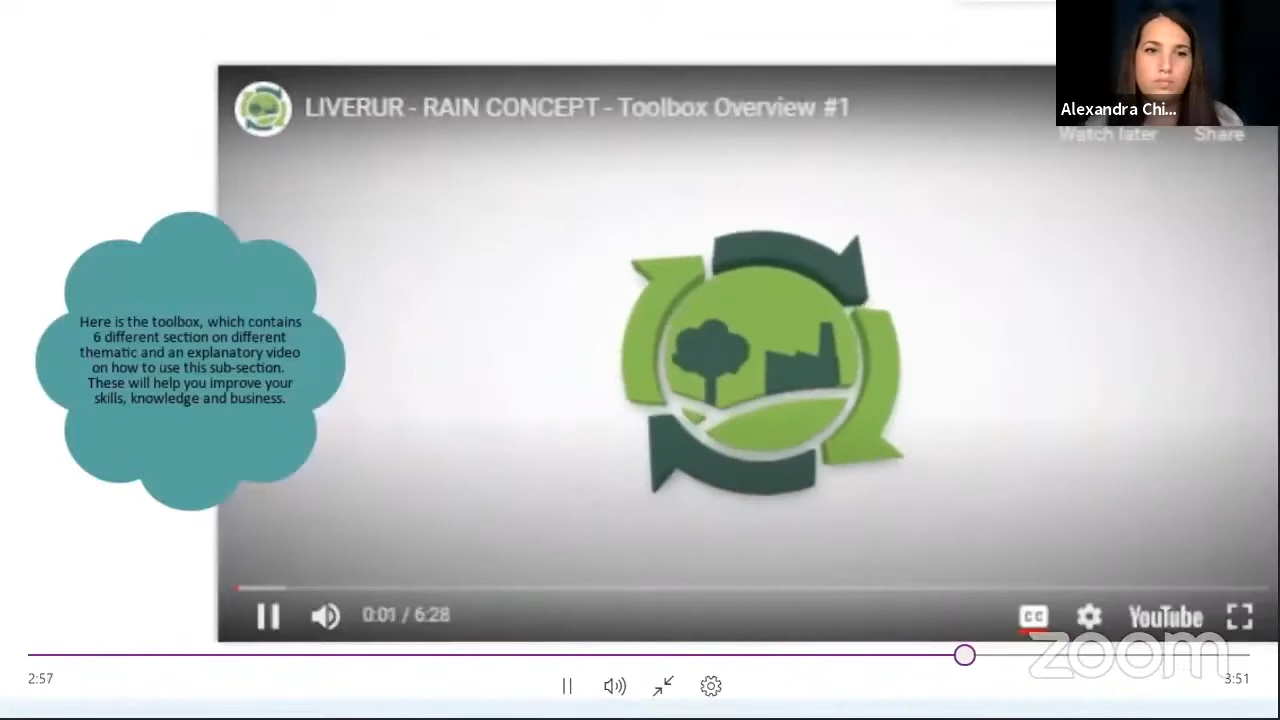 LIVERUR - RAIN CONCEPT - Toolbox Overview #1
Alexandra Chi...
Watch later
Share
Here is the toolbox, which contains
6 different section on different
thematic and an explanatory video
on how to use this sub-section.
These will help you improve your
skills, knowledge and business.
0:01 / 6:28
CC
YouTube
zoom
2:57
3:51